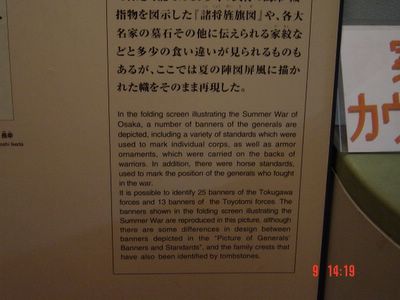 指物を図示した『諸将旌旗図』や、各大
名家の墓石その他に伝えられる家紋な
どと多少の食い違いが見られるものも
あるが、ここでは夏の陣図屏風に描か
れた幟をそのまま再現した。
In the folding screen illustrating the Summer War of
Osaka, a number of banners of the generals are
depicted, including a variety of standards which were
used to mark individual corps, as well as armor
ornaments, which were carried on the backs of
warriors. In addition, there were horse standards,
used to mark the position of the generals who fought
in the war.
It is possible to identify 25 banners of the Tokugawa
forces and 13 banners of the Toyotomi forces. The
banners shown in the folding screen illustrating the
Summer War are reproduced in this picture, although
there are some differences in design between
banners depicted in the "Picture of Generals'
Banners and Standards", and the family crests that
have also been identified by tombstones.
カウ
9 14:19